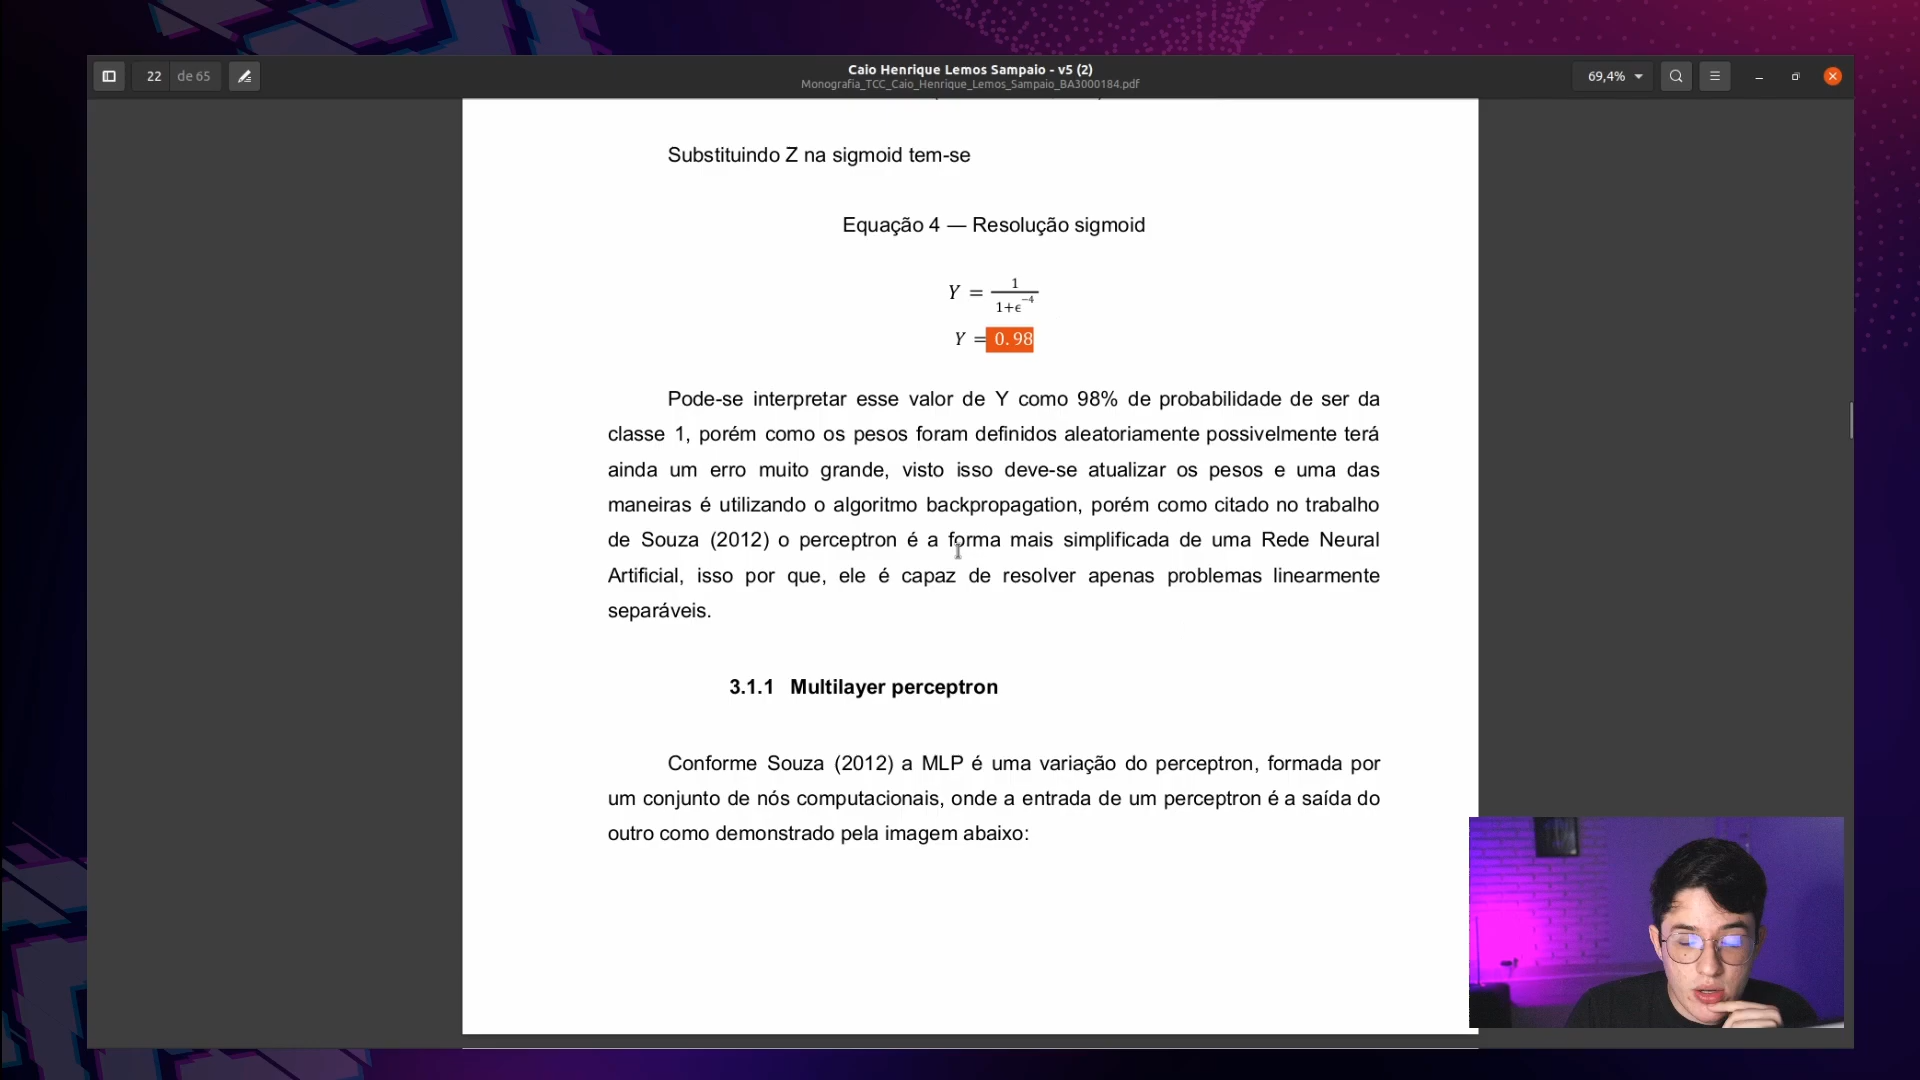 22 de 65
Caio Henrique Lemos Sampaio - v5 (2)
Monografia_TCC_Caio_Henrique_Lemos_Sampaio_BA3000184.pdf
69,4%
Substituindo Z na sigmoid tem-se
Equação 4 — Resolução sigmoid
Y = 1/(1+ϵ^-4)
Y = 0.98
Pode-se interpretar esse valor de Y como 98% de probabilidade de ser da
classe 1, porém como os pesos foram definidos aleatoriamente possivelmente terá
ainda um erro muito grande, visto isso deve-se atualizar os pesos e uma das
maneiras é utilizando o algoritmo backpropagation, porém como citado no trabalho
de Souza (2012) o perceptron é a forma mais simplificada de uma Rede Neural
Artificial, isso por que, ele é capaz de resolver apenas problemas linearmente
separáveis.
3.1.1 Multilayer perceptron
Conforme Souza (2012) a MLP é uma variação do perceptron, formada por
um conjunto de nós computacionais, onde a entrada de um perceptron é a saída do
outro como demonstrado pela imagem abaixo: